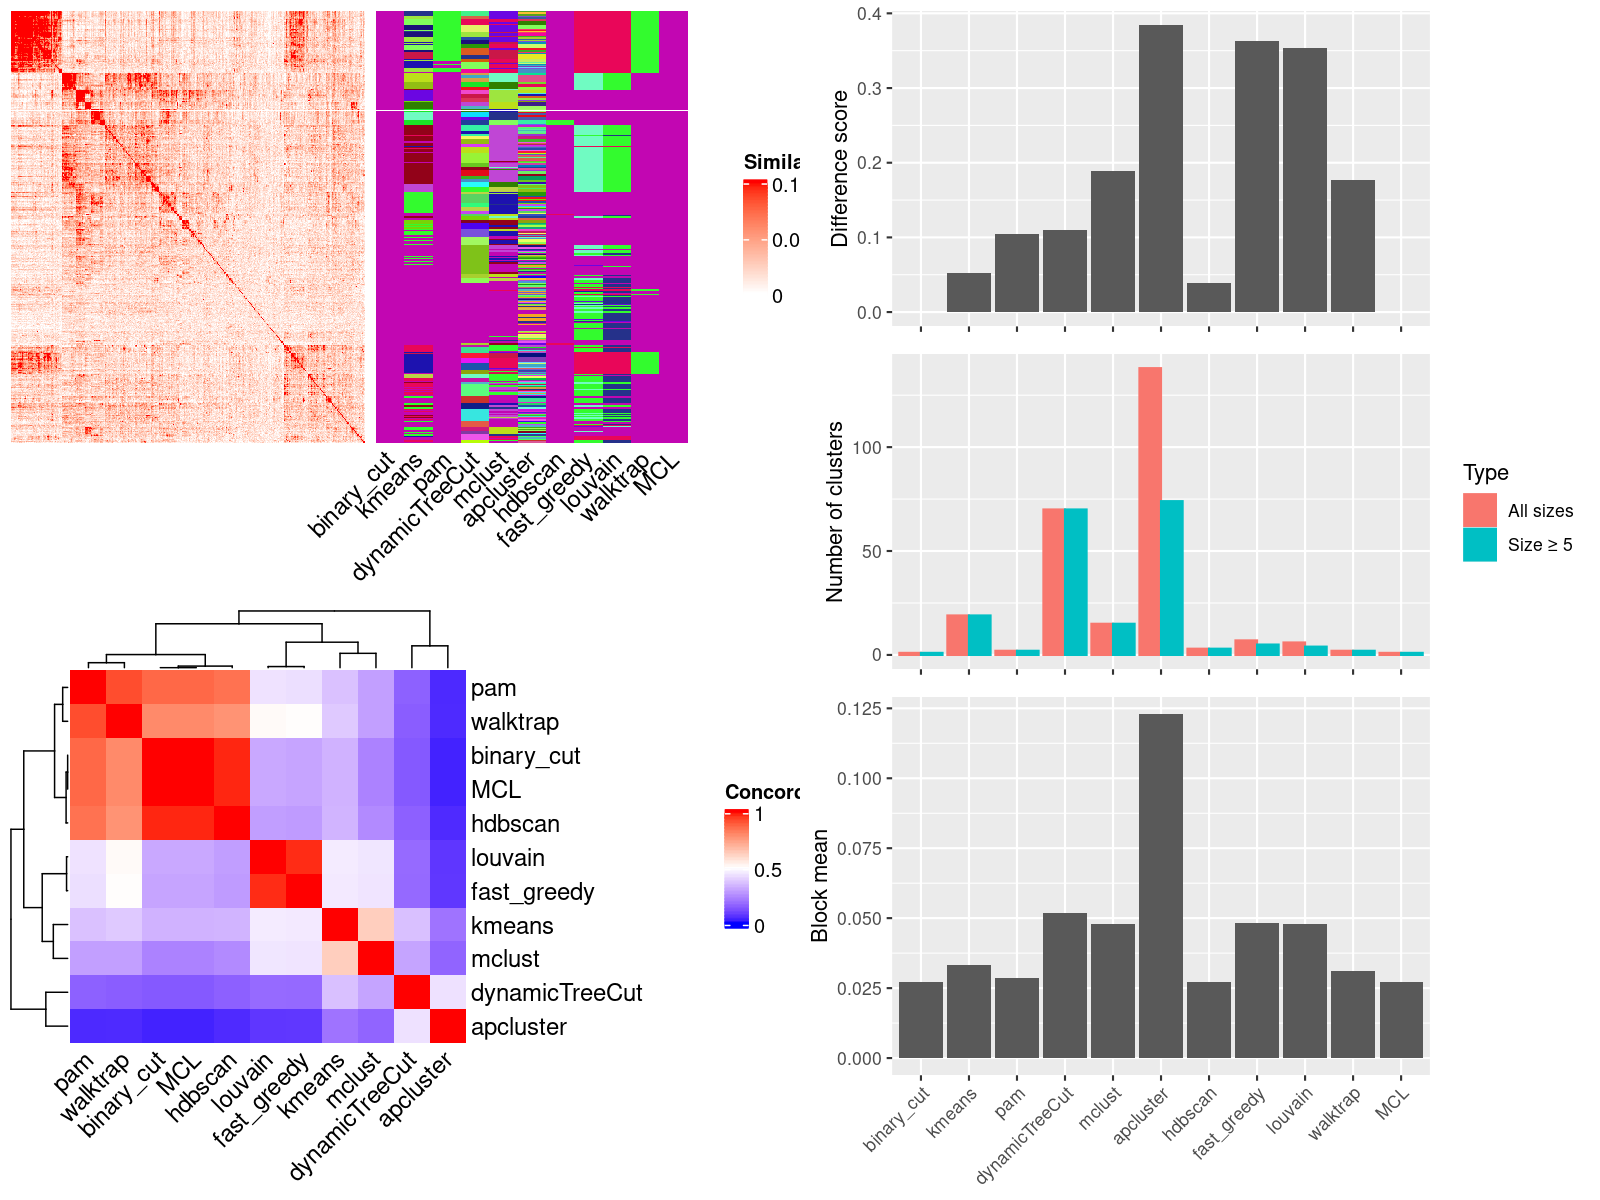 Simila
0.1
0.0
0
binary_cut
kmeans
pam
dynamicTreeCut
mclust
apcluster
hdbscan
fast_greedy
louvain
walktrap
MCL
pam
walktrap
binary_cut
MCL
hdbscan
louvain
fast_greedy
kmeans
mclust
dynamicTreeCut
apcluster
pam
walktrap
binary_cut
MCL
hdbscan
louvain
fast_greedy
kmeans
mclust
dynamicTreeCut
apcluster
Concord
1
0.5
0
Difference score
0.4
0.3
0.2
0.1
0.0
Number of clusters
100
50
0
Type
All sizes
Size ≥ 5
Block mean
0.125
0.100
0.075
0.050
0.025
0.000
binary_cut
kmeans
pam
dynamicTreeCut
mclust
apcluster
hdbscan
fast_greedy
louvain
walktrap
MCL